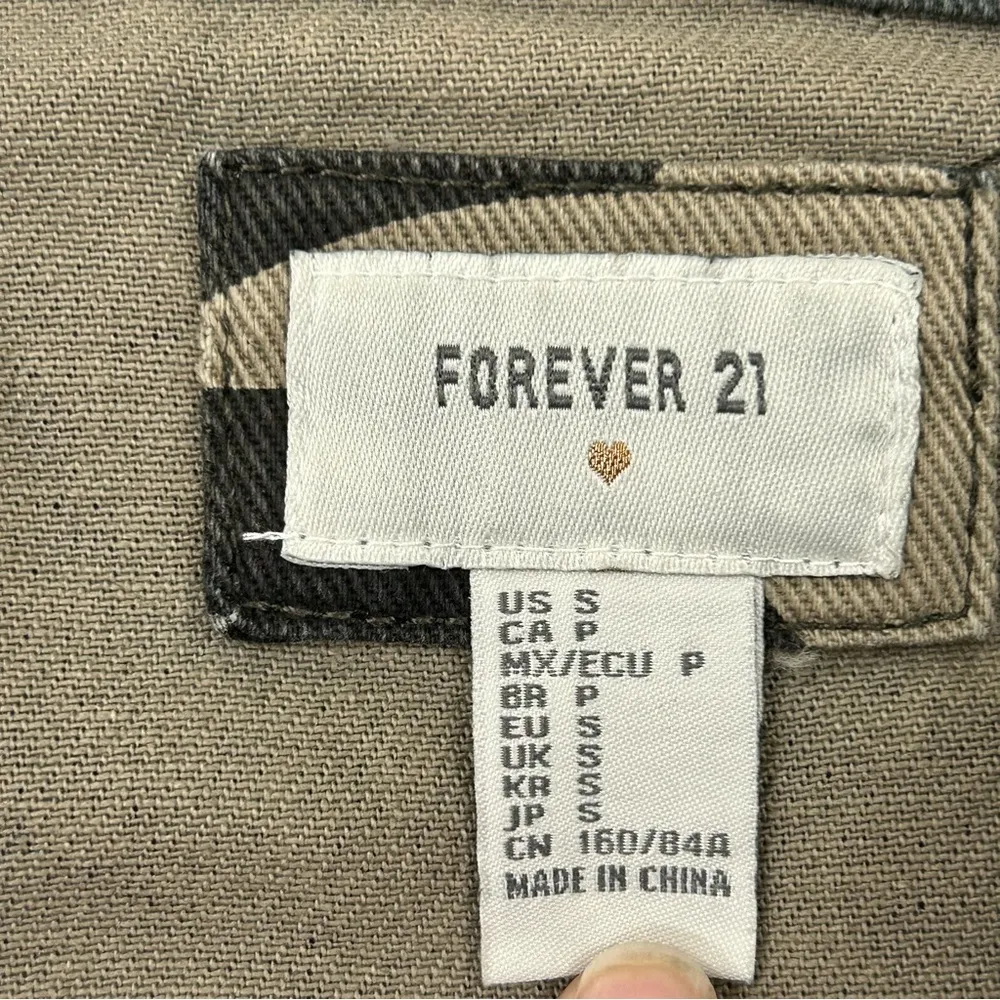 FOREVER 21
US S
CA P
MX/ECU P
BR P
EU S
UK S
KR S
JP S
CN 160/84A
MADE IN CHINA